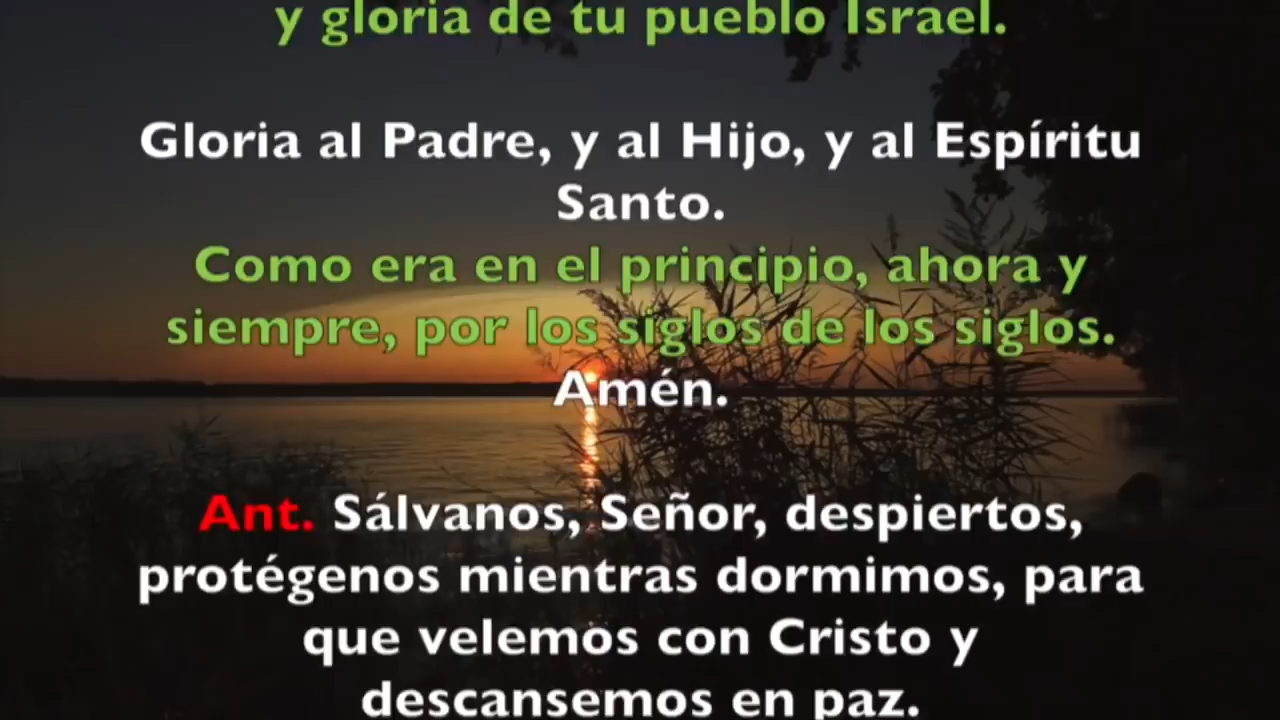 y gloria de tu pueblo Israel.
Gloria al Padre, y al Hijo, y al Espíritu
Santo.
Como era en el principio, ahora y
siempre, por los siglos de los siglos.
Amén.
Ant. Sálvanos, Señor, despiertos,
protégenos mientras dormimos, para
que velemos con Cristo y
descansemos en paz.